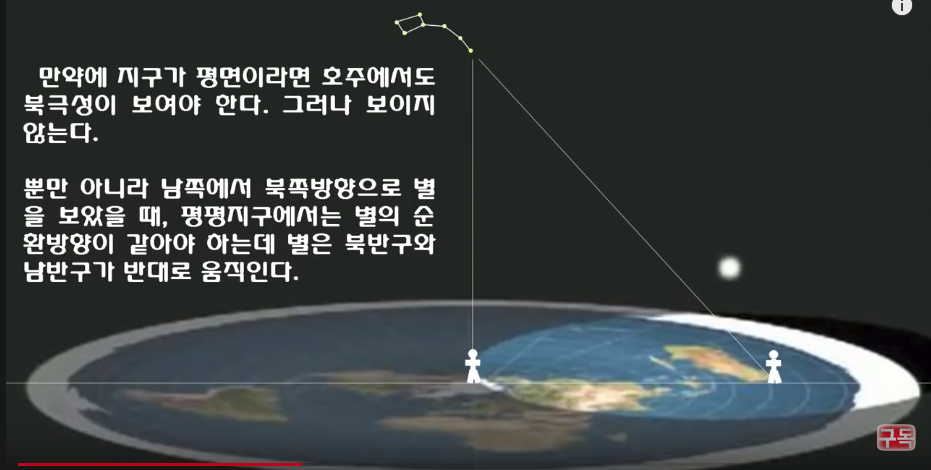 만약에 지구가 평면이라면 호주에서도
북극성이 보여야 한다. 그러나 보이지
않는다.
뿐만 아니라 남쪽에서 북쪽방향으로 별
을 보았을 때, 평평지구에서는 별의 순
환방향이 같아야 하는데 별은 북반구와
남반구가 반대로 움직인다.
구독